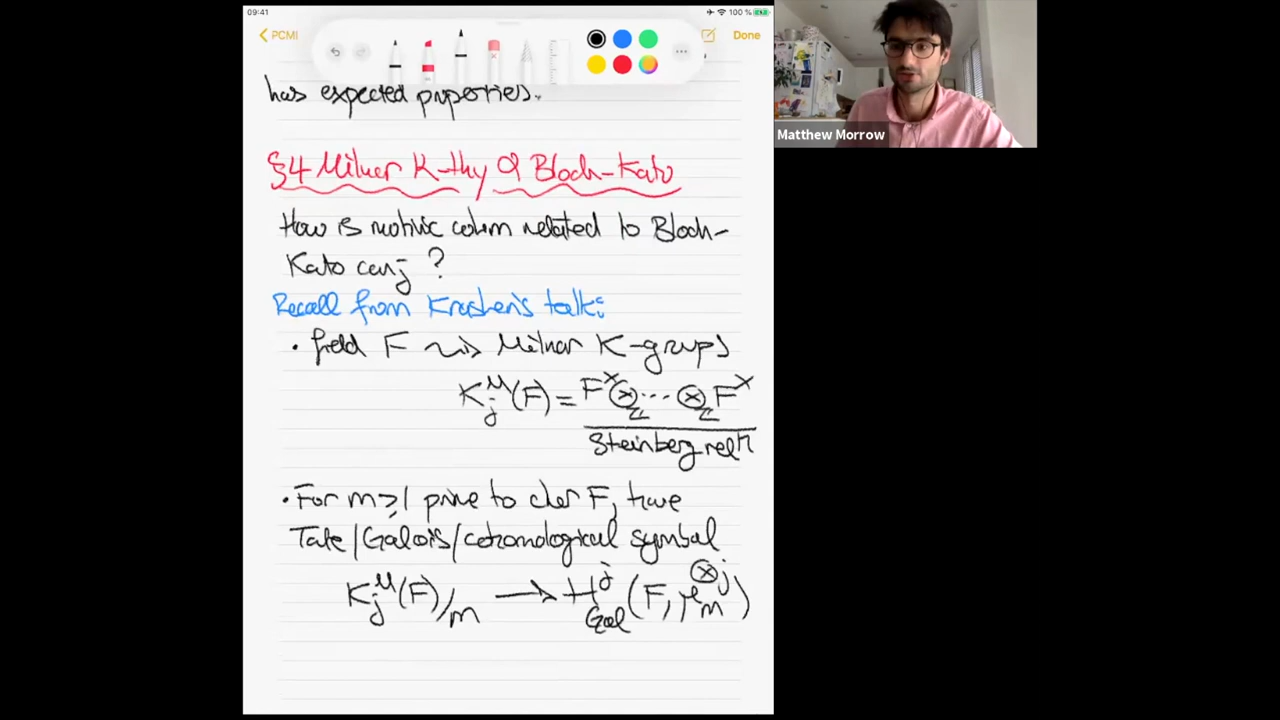 09:41
100 %
PCMI
Done
has expected properties.
§4 Milnor K-thy & Bloch-Kato
How is motivic cohom related to Bloch-
Kato conj?
Recall from Krashen's talk:
• field F ⇝ Milnor K-groups
K_j^M(F) = F^× ⊗_ℤ ... ⊗_ℤ F^×
Steinberg rel^n
• For m ≥ 1 prime to char F, have
Tate/Galois/cohomological symbol
K_j^M(F)/m → H^j_Gal(F, μ_m^{⊗j})
Matthew Morrow